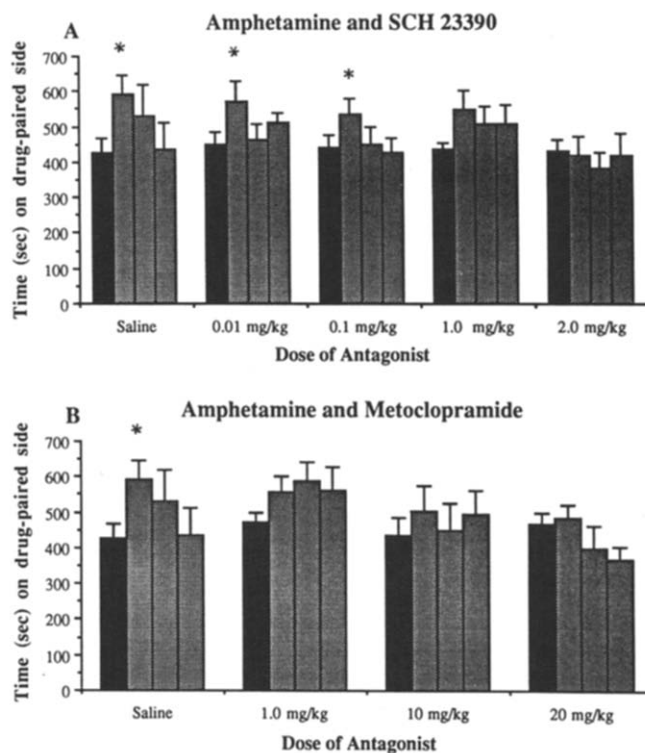 A
Amphetamine and SCH 23390
*
*
*
Time (sec) on drug-paired side
700
600
500
400
300
200
100
0
Saline
0.01 mg/kg
0.1 mg/kg
1.0 mg/kg
2.0 mg/kg
Dose of Antagonist
B
Amphetamine and Metoclopramide
*
Time (sec) on drug-paired side
700
600
500
400
300
200
100
0
Saline
1.0 mg/kg
10 mg/kg
20 mg/kg
Dose of Antagonist